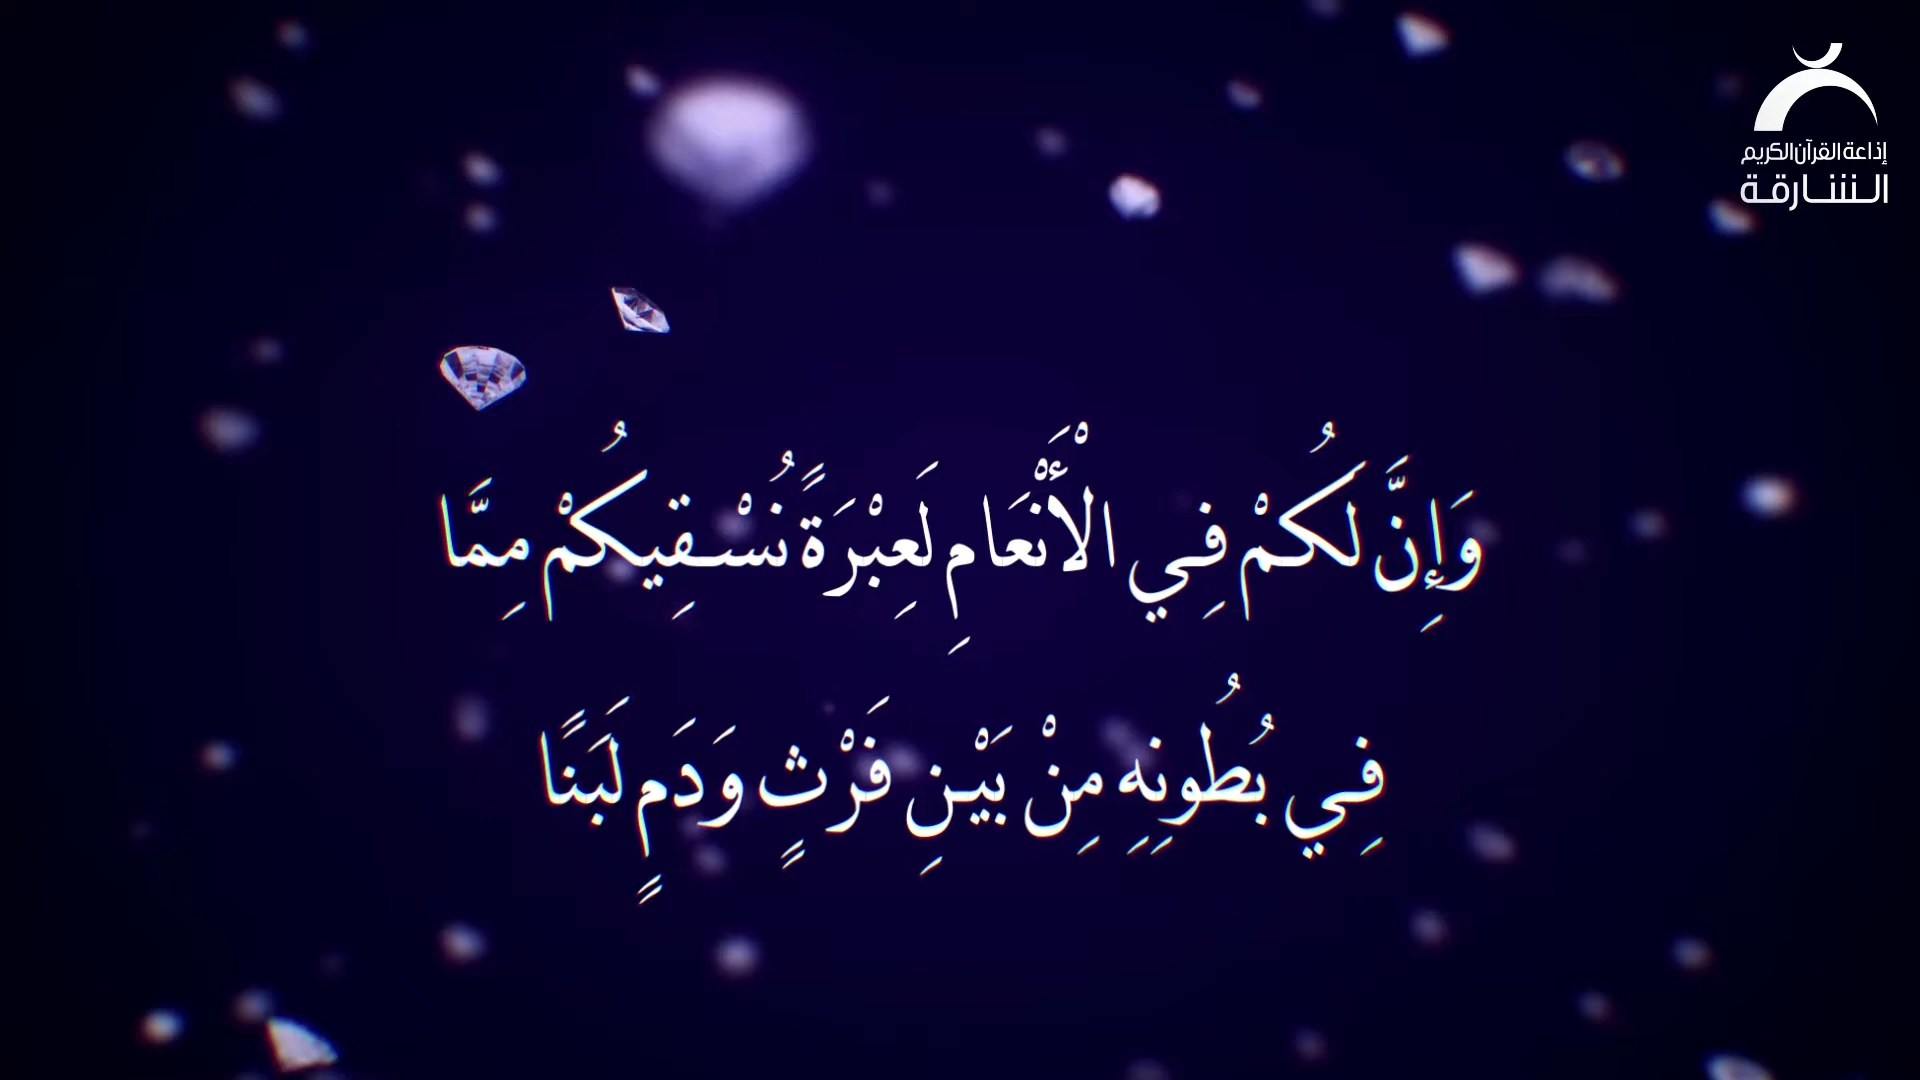 إذاعة القرآن الكريم
الشارقة
وَإِنَّ لَكُمْ فِي الْأَنْعَامِ لَعِبْرَةً نُسْقِيكُمْ مِمَّا
فِي بُطُونِهِ مِنْ بَيْنِ فَرْثٍ وَدَمٍ لَبَنًا